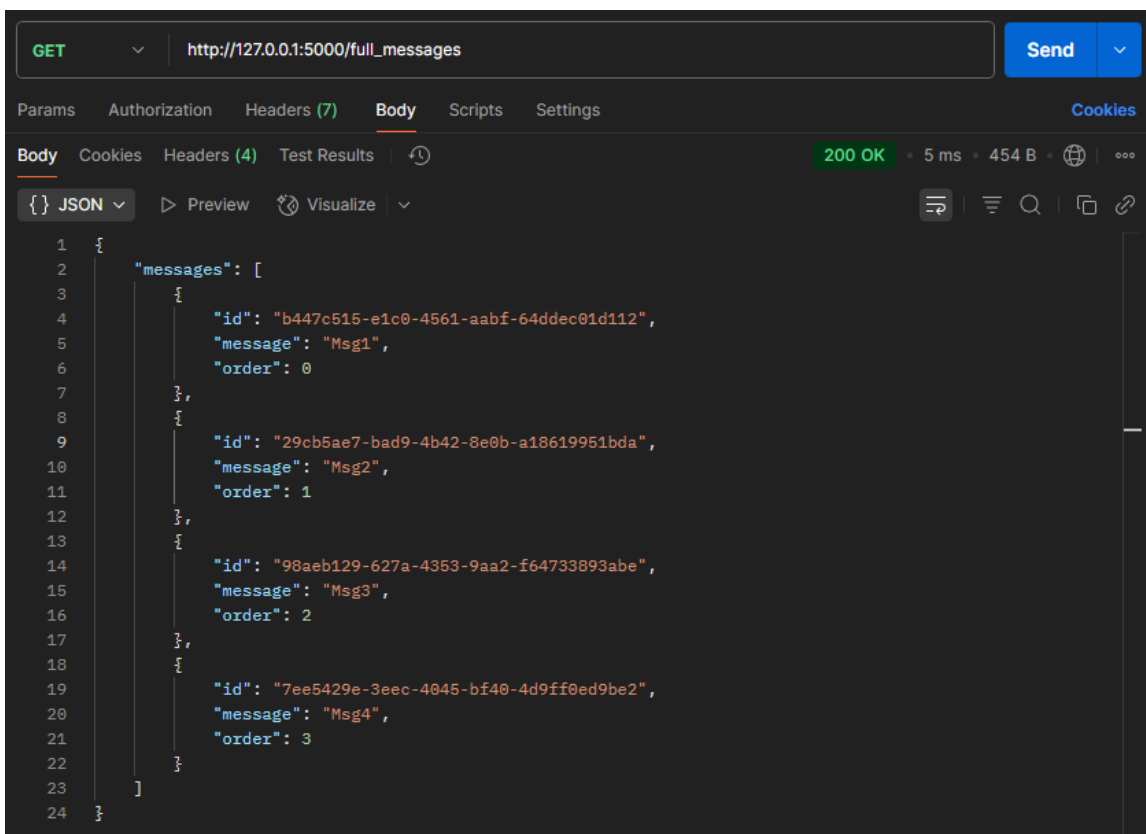 GET http://127.0.0.1:5000/full_messages Send
Params Authorization Headers (7) Body Scripts Settings Cookies
Body Cookies Headers (4) Test Results 200 OK 5 ms 454 B
{} JSON Preview Visualize
1 {
2 "messages": [
3 {
4 "id": "b447c515-e1c0-4561-aabf-64ddec01d112",
5 "message": "Msg1",
6 "order": 0
7 },
8 {
9 "id": "29cb5ae7-bad9-4b42-8e0b-a18619951bda",
10 "message": "Msg2",
11 "order": 1
12 },
13 {
14 "id": "98aeb129-627a-4353-9aa2-f64733893abe",
15 "message": "Msg3",
16 "order": 2
17 },
18 {
19 "id": "7ee5429e-3eec-4045-bf40-4d9ff0ed9be2",
20 "message": "Msg4",
21 "order": 3
22 }
23 ]
24 }